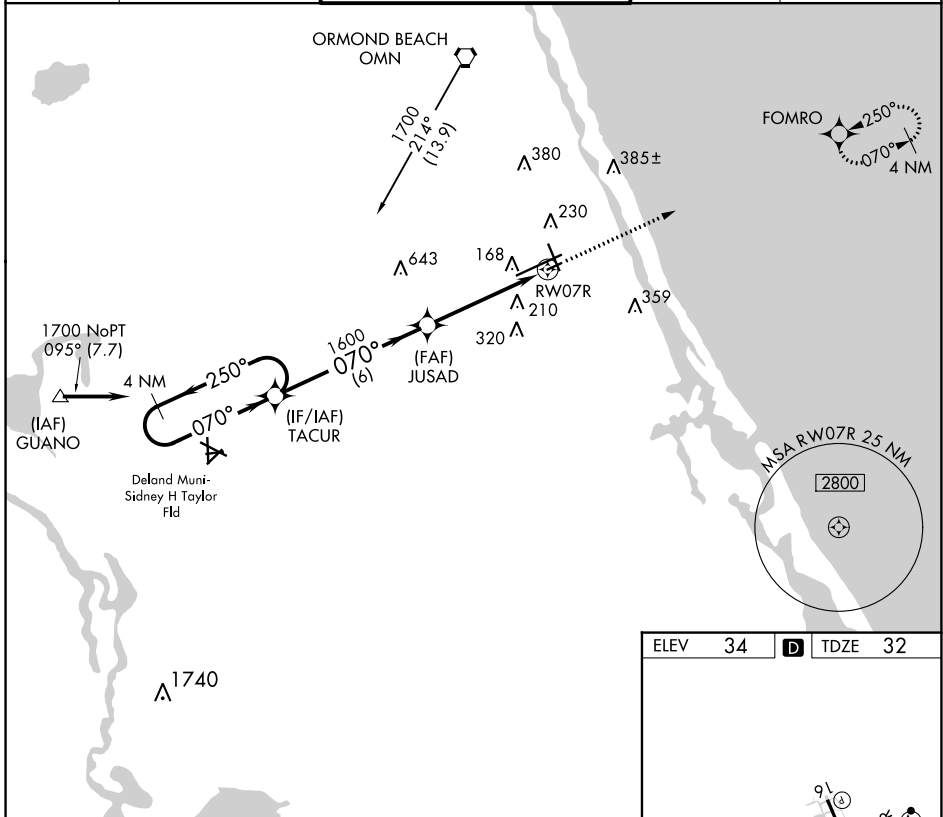 ORMOND BEACH
OMN
1700
214°
(13.9)
FOMRO
250°
070°
4 NM
380
385±
230
643
168
RW07R
210
320
359
1700 NoPT
095° (7.7)
4 NM
250°
070°
1600
070°
(6)
(FAF)
JUSAD
(IAF)
GUANO
(IF/IAF)
TACUR
Deland Muni-
Sidney H Taylor
Fld
MSA RW07R 25 NM
2800
1740
ELEV 34 D TDZE 32
16
P